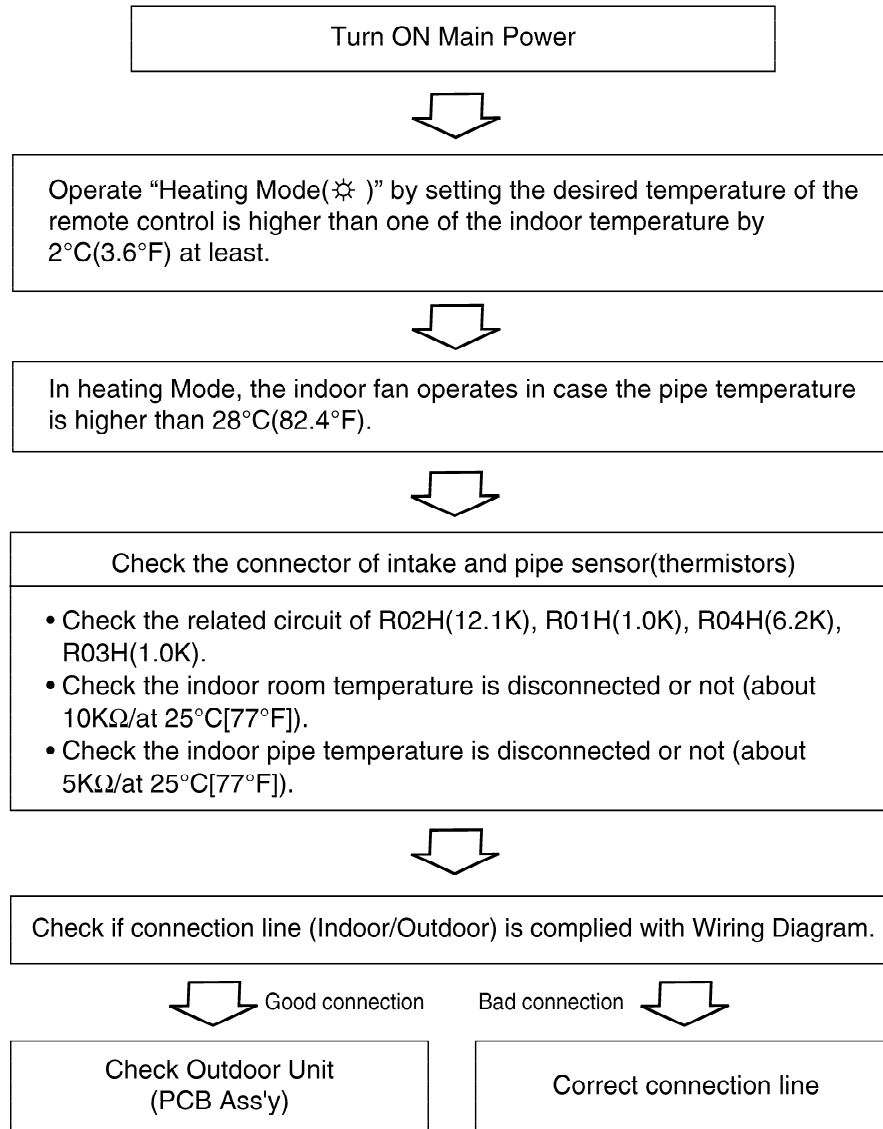 Turn ON Main Power
Operate “Heating Mode(☼ )” by setting the desired temperature of the
remote control is higher than one of the indoor temperature by
2°C(3.6°F) at least.
In heating Mode, the indoor fan operates in case the pipe temperature
is higher than 28°C(82.4°F).
Check the connector of intake and pipe sensor(thermistors)
• Check the related circuit of R02H(12.1K), R01H(1.0K), R04H(6.2K),
R03H(1.0K).
• Check the indoor room temperature is disconnected or not (about
10KΩ/at 25°C[77°F]).
• Check the indoor pipe temperature is disconnected or not (about
5KΩ/at 25°C[77°F]).
Check if connection line (Indoor/Outdoor) is complied with Wiring Diagram.
Good connection
Bad connection
Check Outdoor Unit
(PCB Ass'y)
Correct connection line